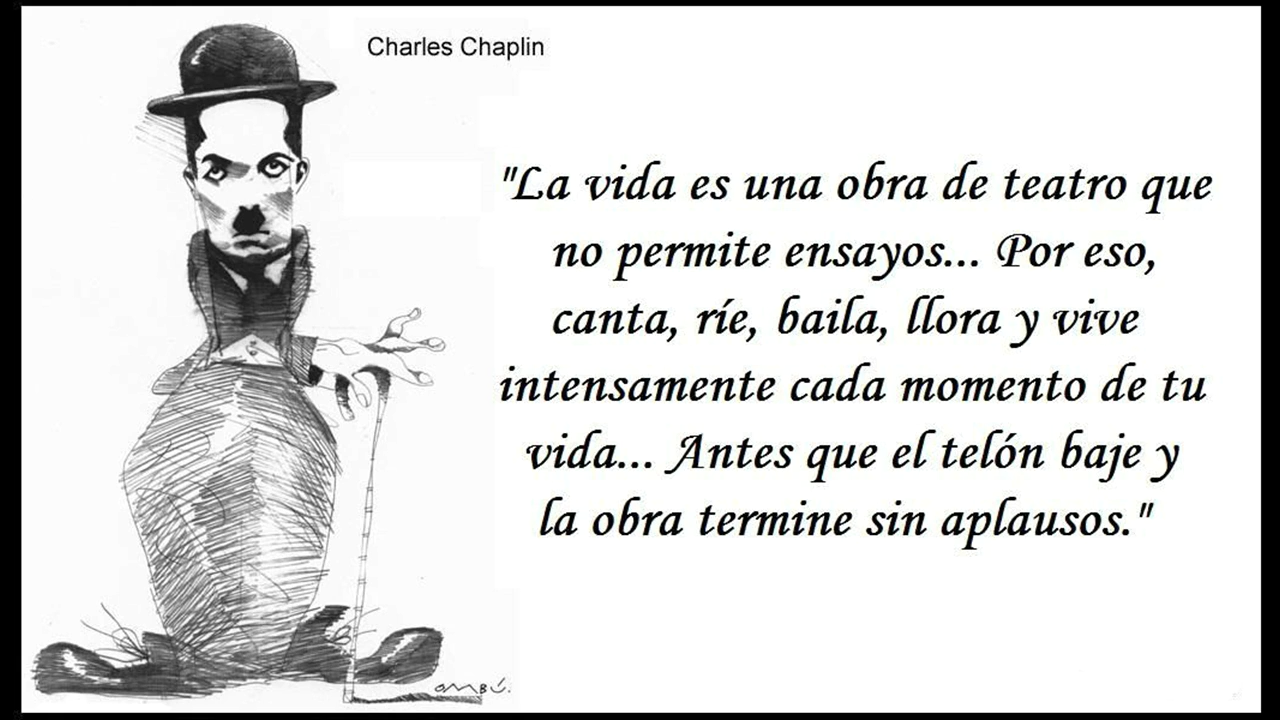 Charles Chaplin
"La vida es una obra de teatro que
no permite ensayos... Por eso,
canta, ríe, baila, llora y vive
intensamente cada momento de tu
vida... Antes que el telón baje y
la obra termine sin aplausos."
OMBÚ.